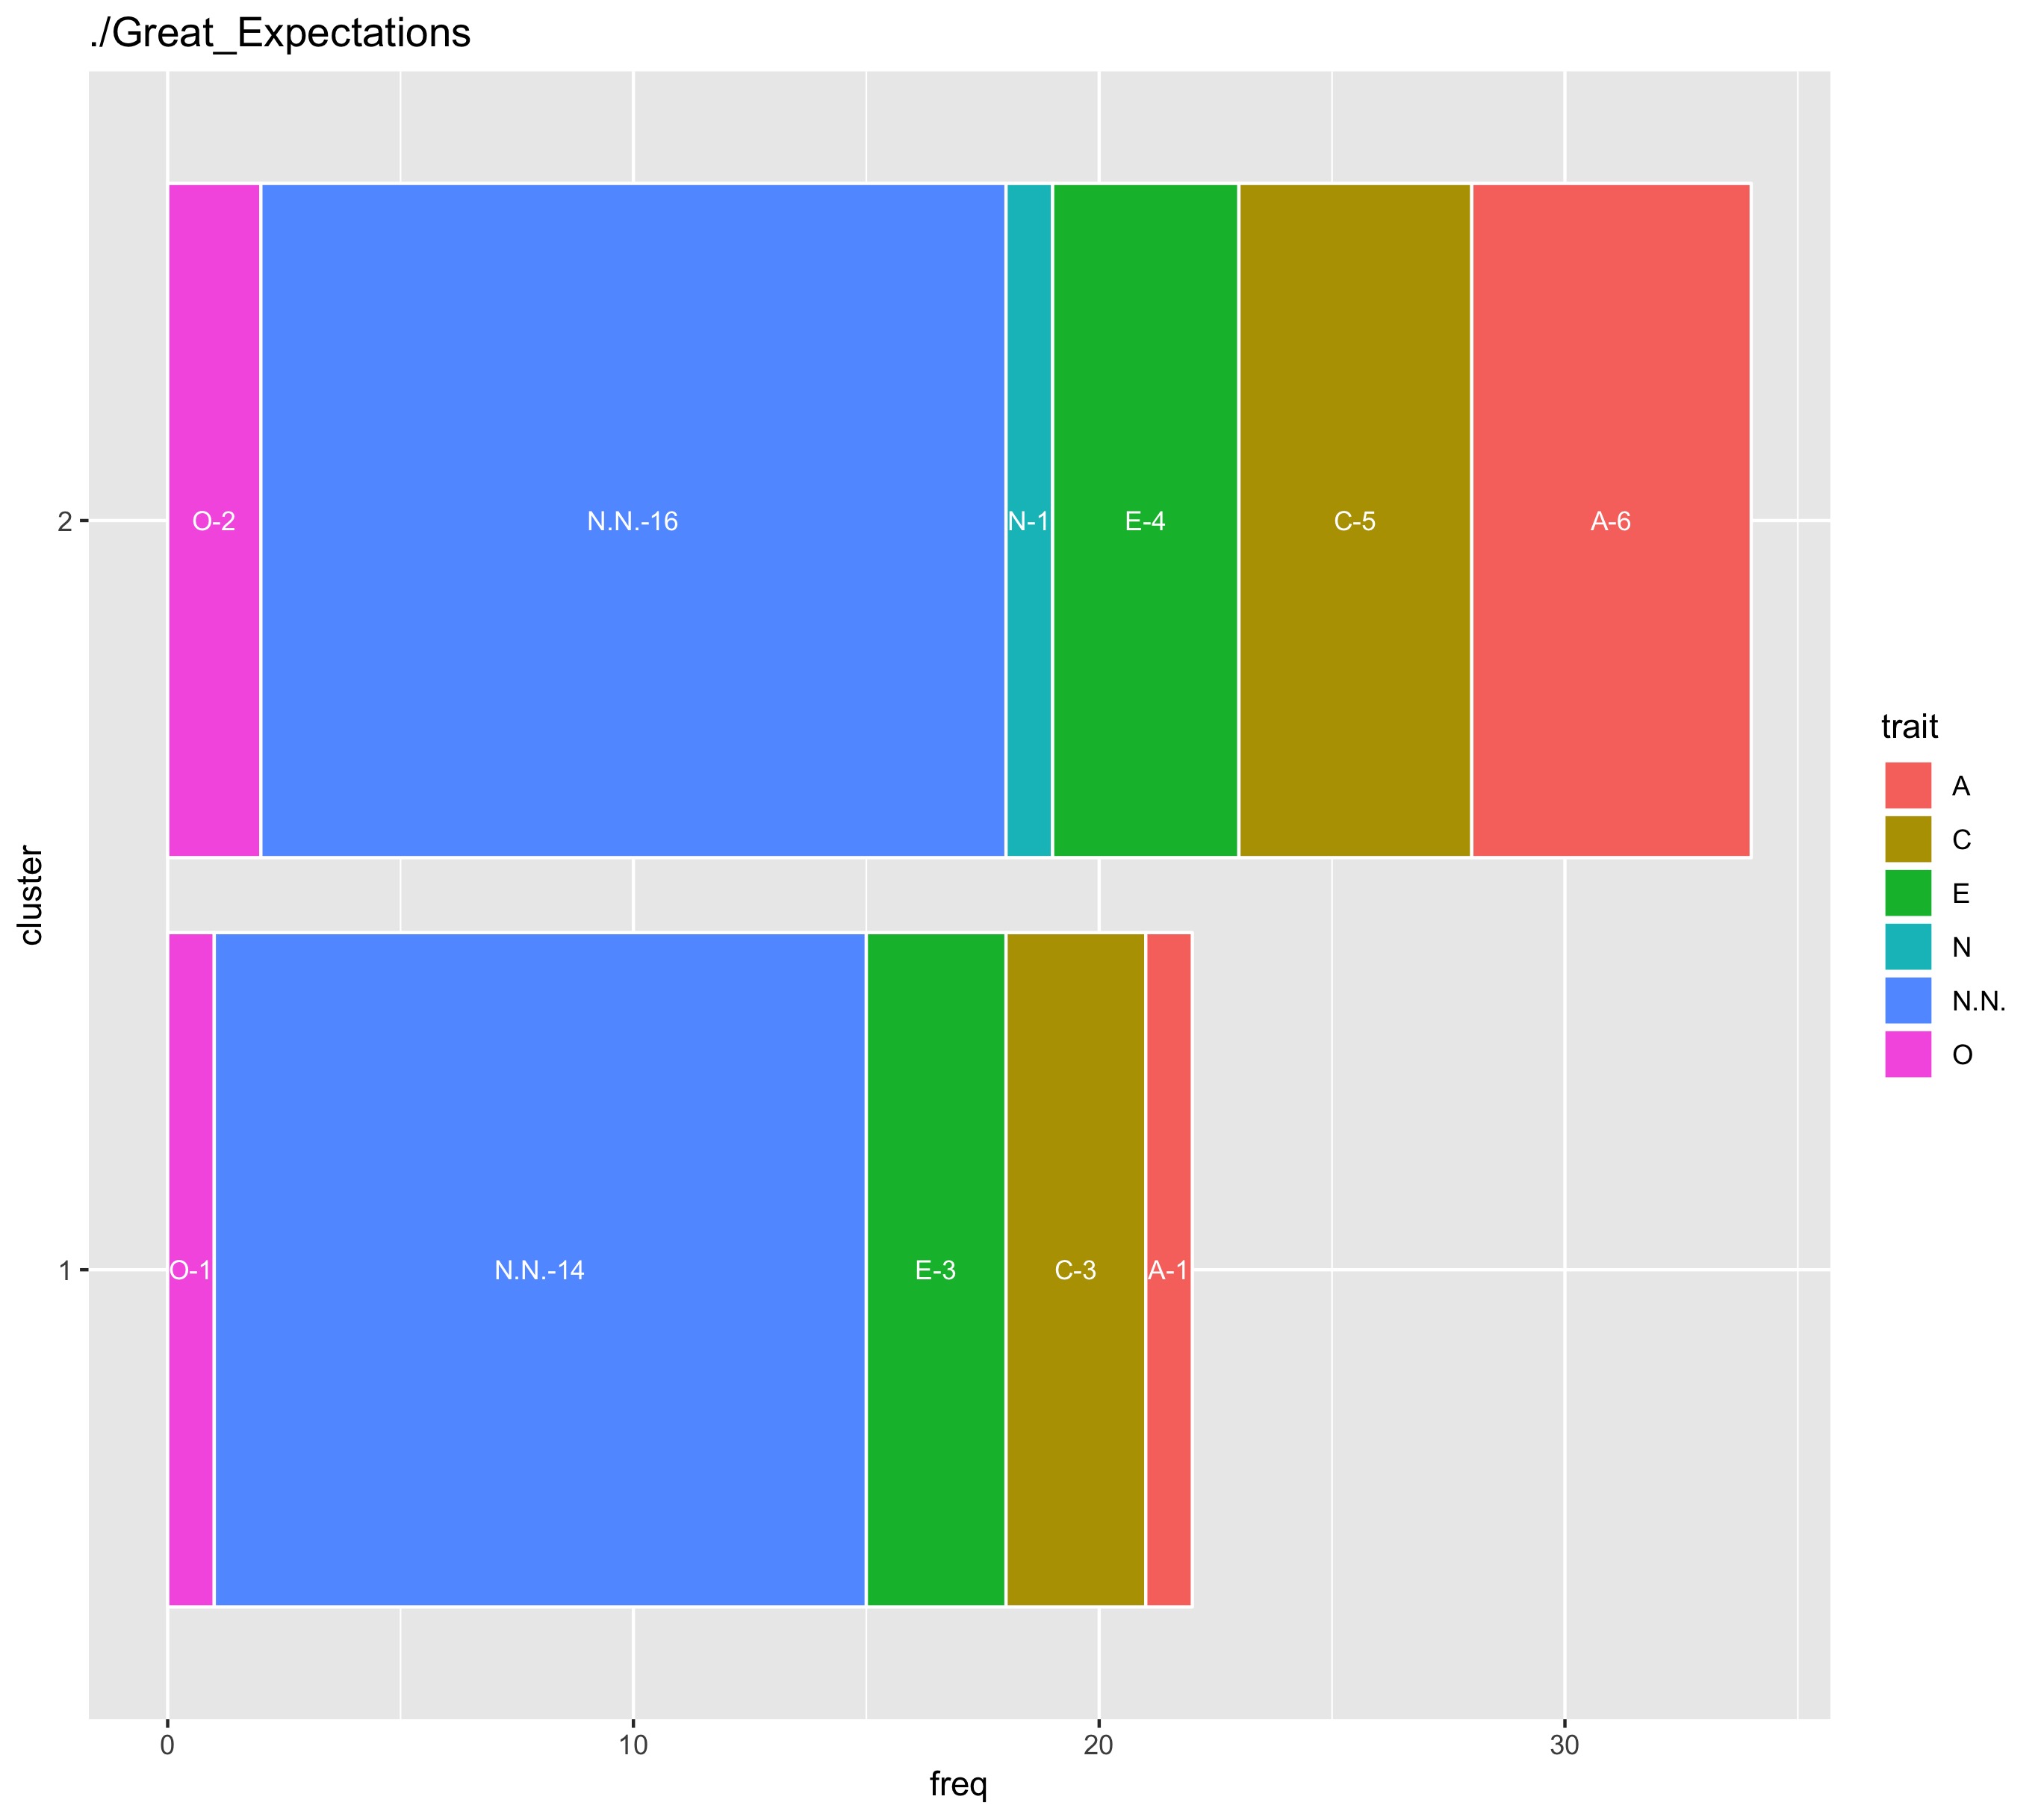 ./Great_Expectations
2
O-2
N.N.-16
N-1
E-4
C-5
A-6
cluster
1
O-1
N.N.-14
E-3
C-3
A-1
0
10
20
30
freq
trait
A
C
E
N
N.N.
O